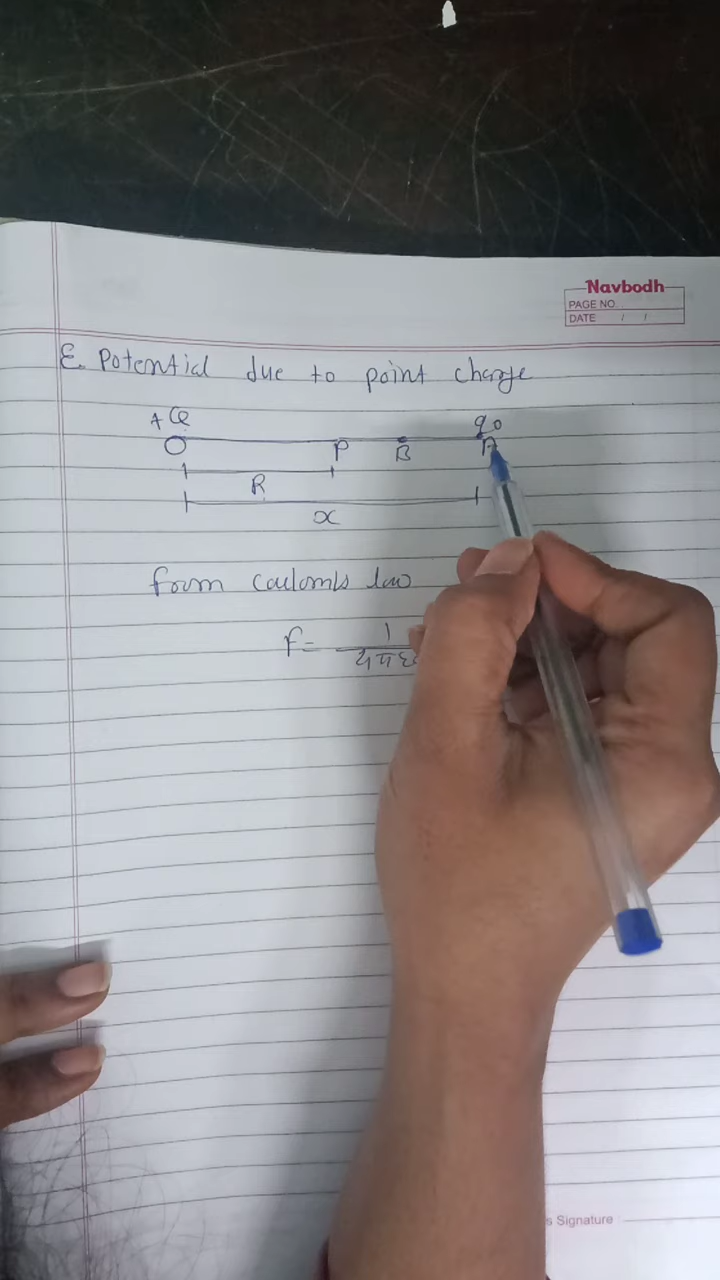 Navbodh
PAGE NO.
DATE / /
E. Potential due to point charge
+Q q0
P B A
R
x
from coulombs law
F= 1
4πε
s Signature